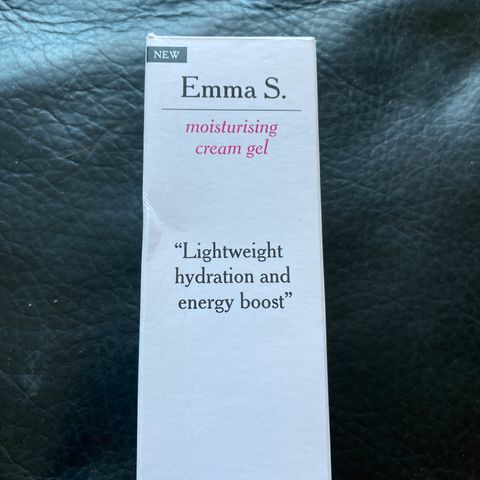 NEW
Emma S.
moisturising
cream gel
“Lightweight
hydration and
energy boost”